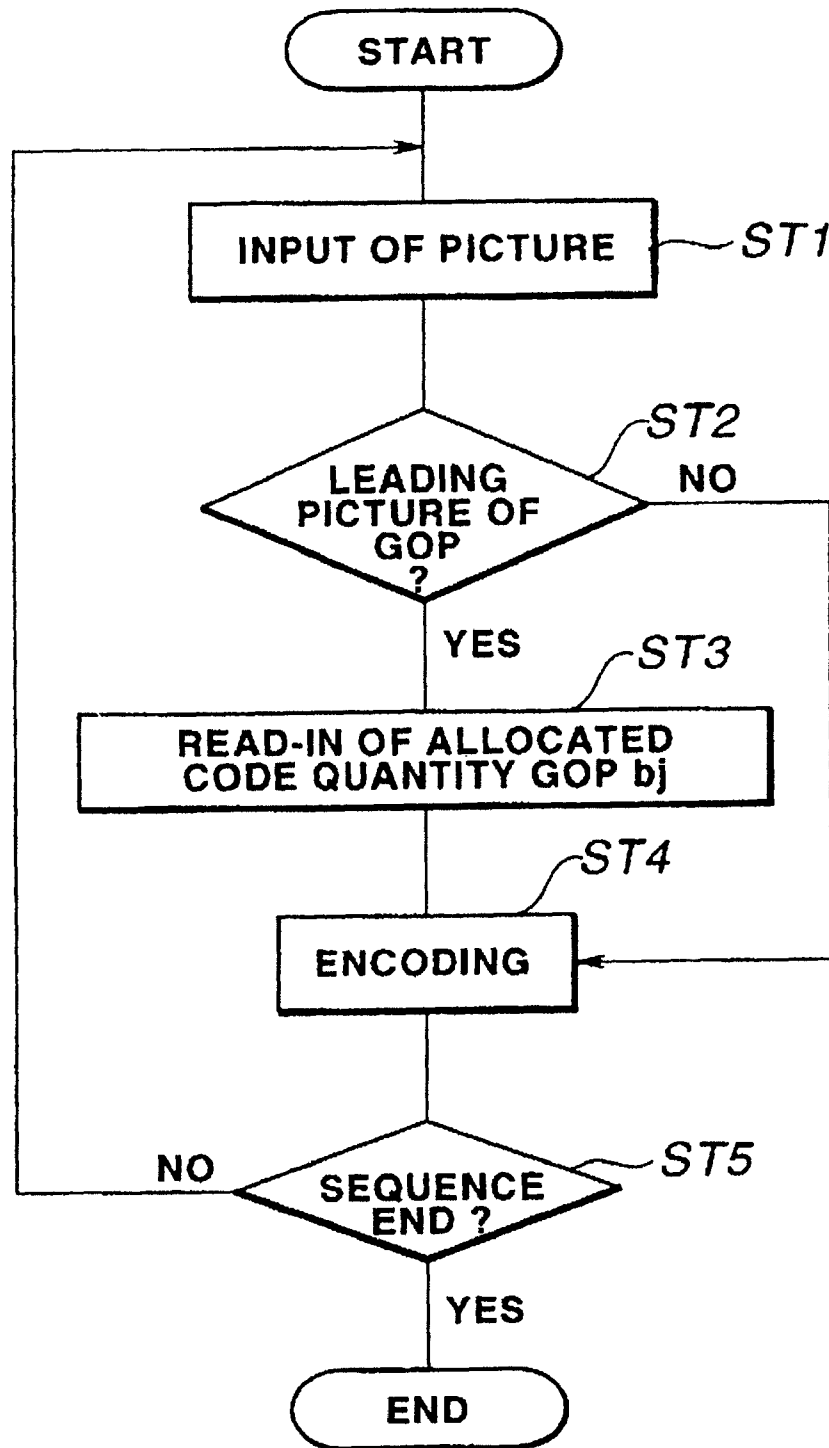 START
INPUT OF PICTURE
ST1
ST2
LEADING
PICTURE OF
GOP
?
NO
YES
ST3
READ-IN OF ALLOCATED
CODE QUANTITY GOP bj
ST4
ENCODING
NO
ST5
SEQUENCE
END ?
YES
END